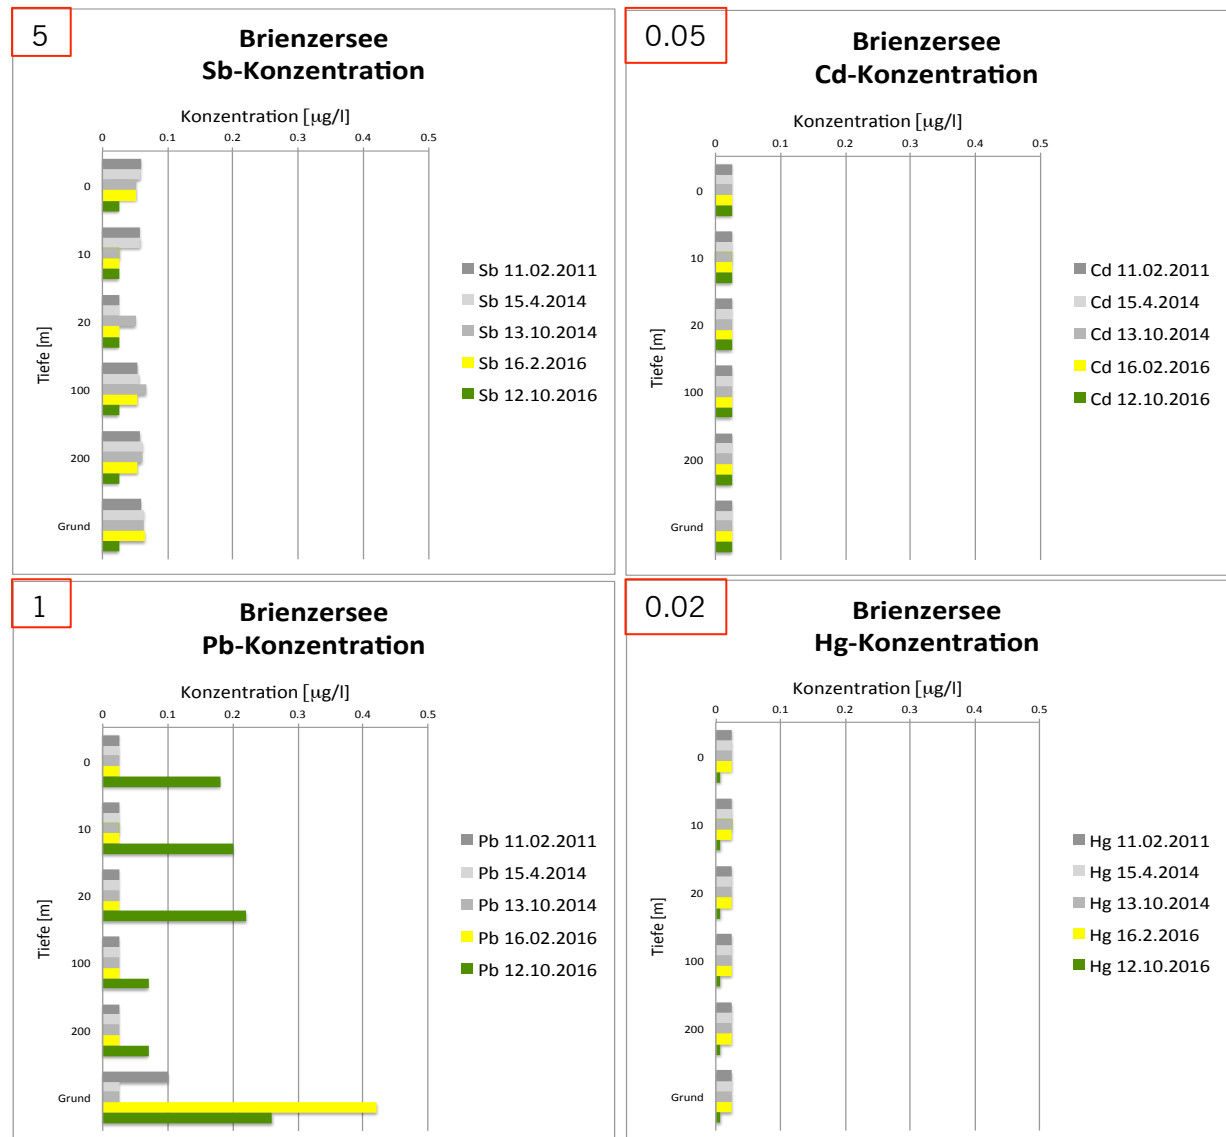 5
Brienzersee
Sb-Konzentration
Konzentration [µg/l]
0 0.1 0.2 0.3 0.4 0.5
Tiefe [m]
0
10
20
100
200
Grund
Sb 11.02.2011
Sb 15.4.2014
Sb 13.10.2014
Sb 16.2.2016
Sb 12.10.2016
0.05
Brienzersee
Cd-Konzentration
Konzentration [µg/l]
0 0.1 0.2 0.3 0.4 0.5
Tiefe [m]
0
10
20
100
200
Grund
Cd 11.02.2011
Cd 15.4.2014
Cd 13.10.2014
Cd 16.02.2016
Cd 12.10.2016
1
Brienzersee
Pb-Konzentration
Konzentration [µg/l]
0 0.1 0.2 0.3 0.4 0.5
Tiefe [m]
0
10
20
100
200
Grund
Pb 11.02.2011
Pb 15.4.2014
Pb 13.10.2014
Pb 16.02.2016
Pb 12.10.2016
0.02
Brienzersee
Hg-Konzentration
Konzentration [µg/l]
0 0.1 0.2 0.3 0.4 0.5
Tiefe [m]
0
10
20
100
200
Grund
Hg 11.02.2011
Hg 15.4.2014
Hg 13.10.2014
Hg 16.2.2016
Hg 12.10.2016